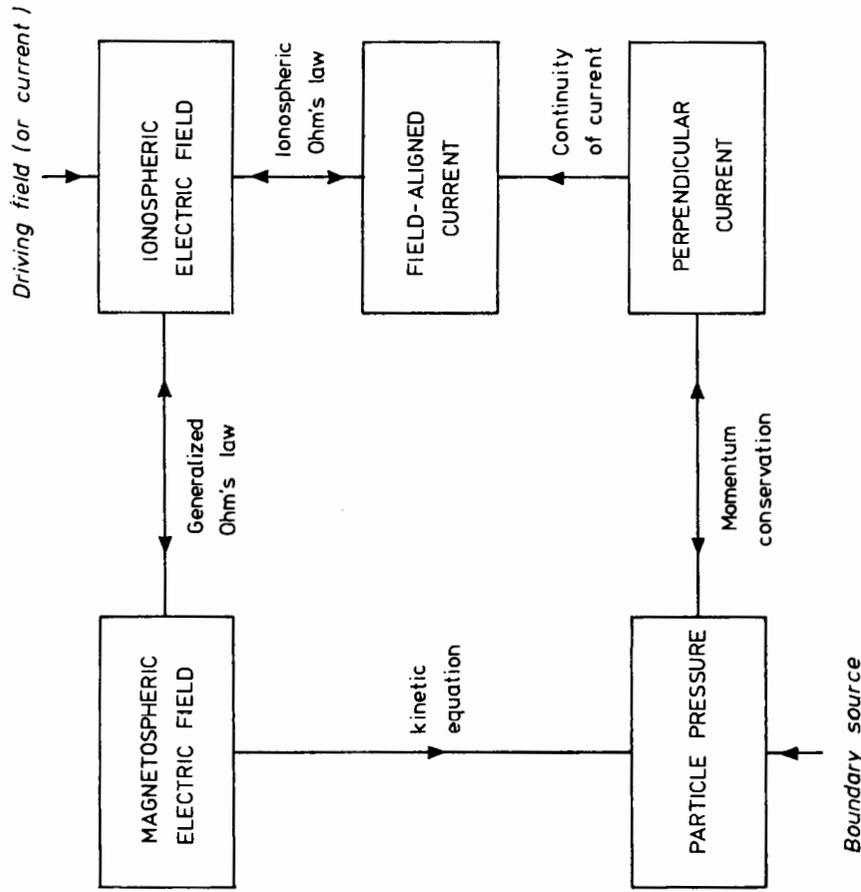 Driving field (or current)
MAGNETOSPHERIC
ELECTRIC FIELD
Generalized
Ohm's law
IONOSPHERIC
ELECTRIC FIELD
Ionospheric
Ohm's law
kinetic
equation
FIELD-ALIGNED
CURRENT
Continuity
of current
PARTICLE PRESSURE
Momentum
conservation
PERPENDICULAR
CURRENT
Boundary source